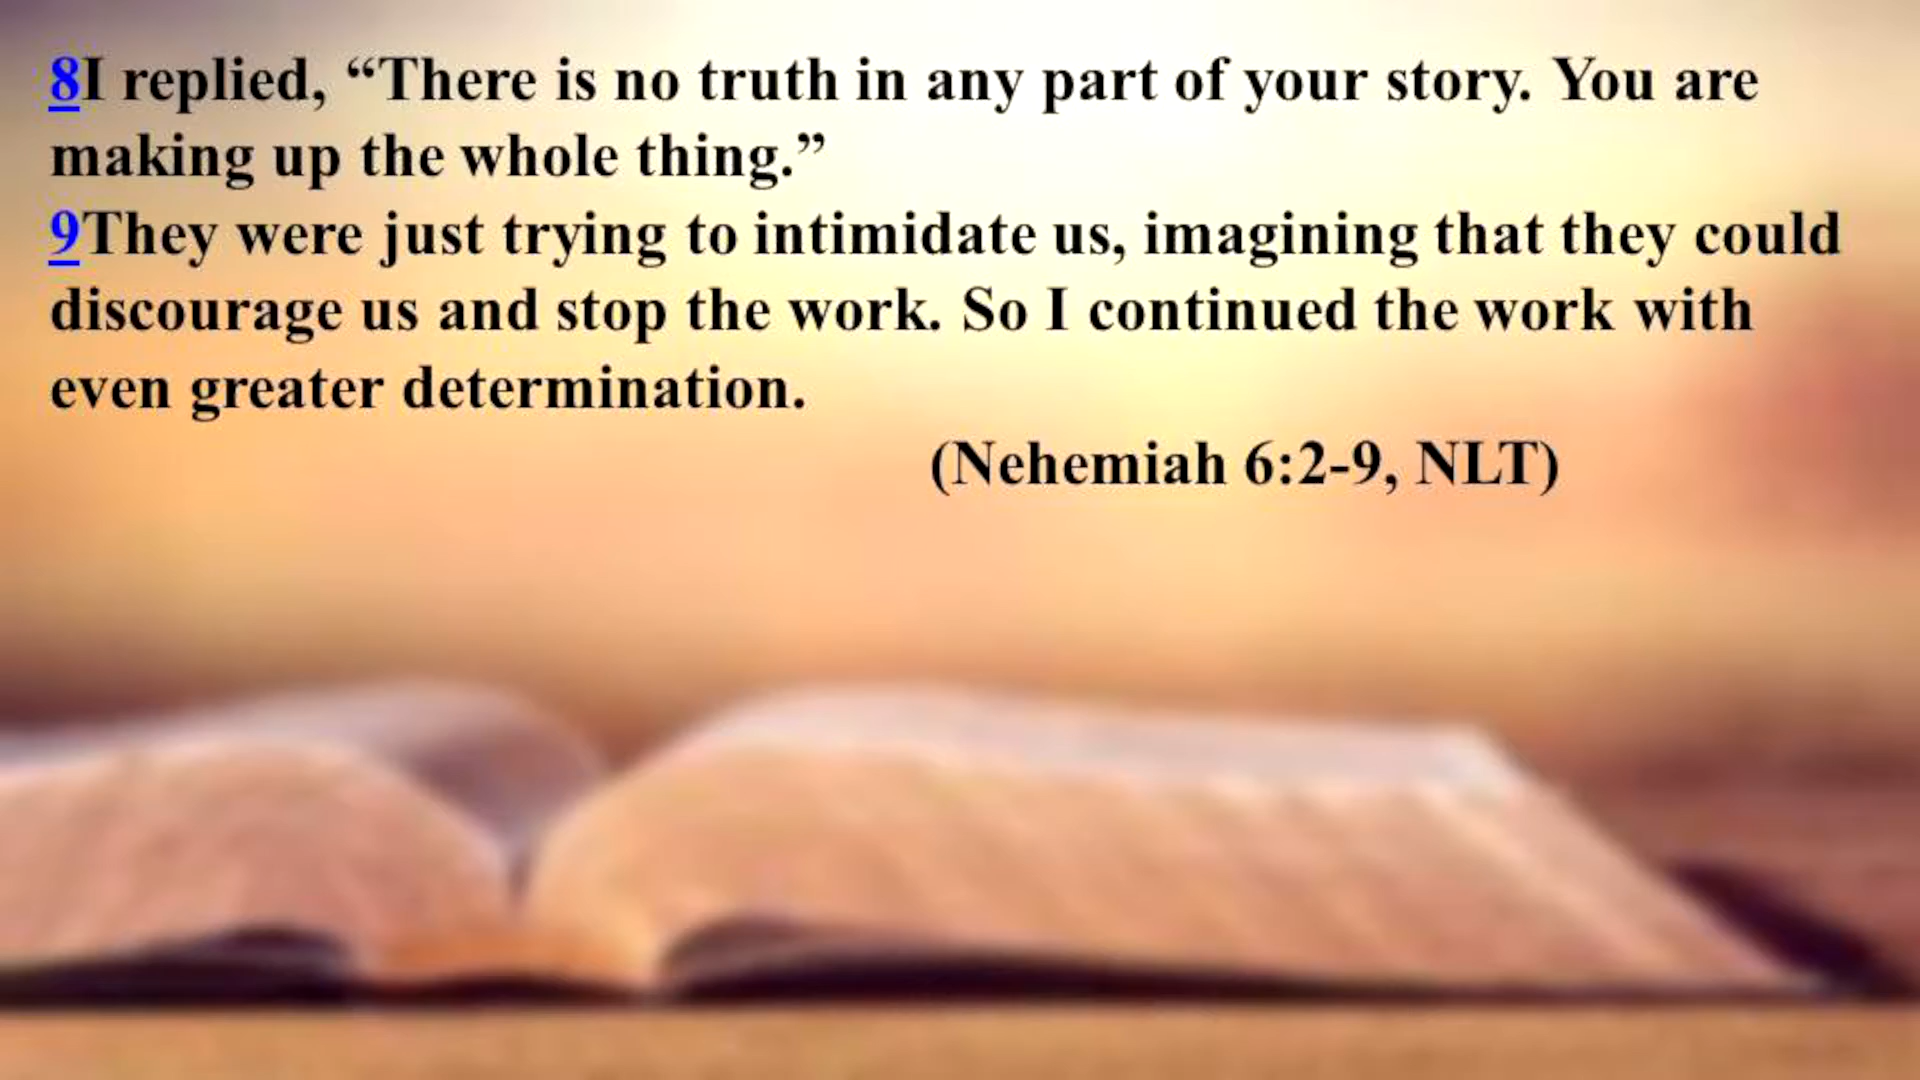 8I replied, “There is no truth in any part of your story. You are
making up the whole thing.”
9They were just trying to intimidate us, imagining that they could
discourage us and stop the work. So I continued the work with
even greater determination.
(Nehemiah 6:2-9, NLT)